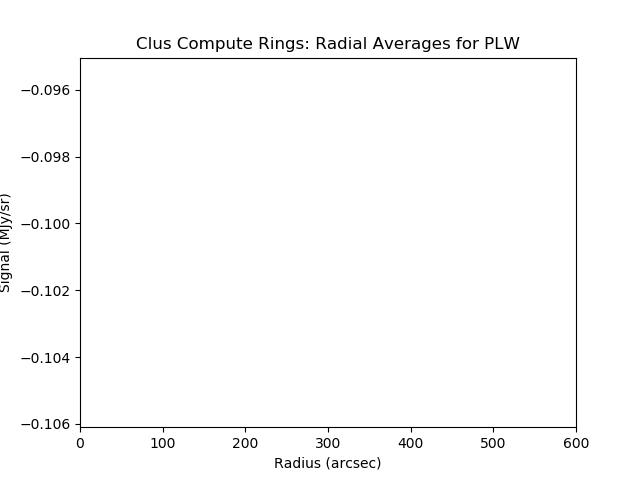 Clus Compute Rings: Radial Averages for PLW
−0.096
−0.098
−0.100
−0.102
−0.104
−0.106
Signal (MJy/sr)
0 100 200 300 400 500 600
Radius (arcsec)